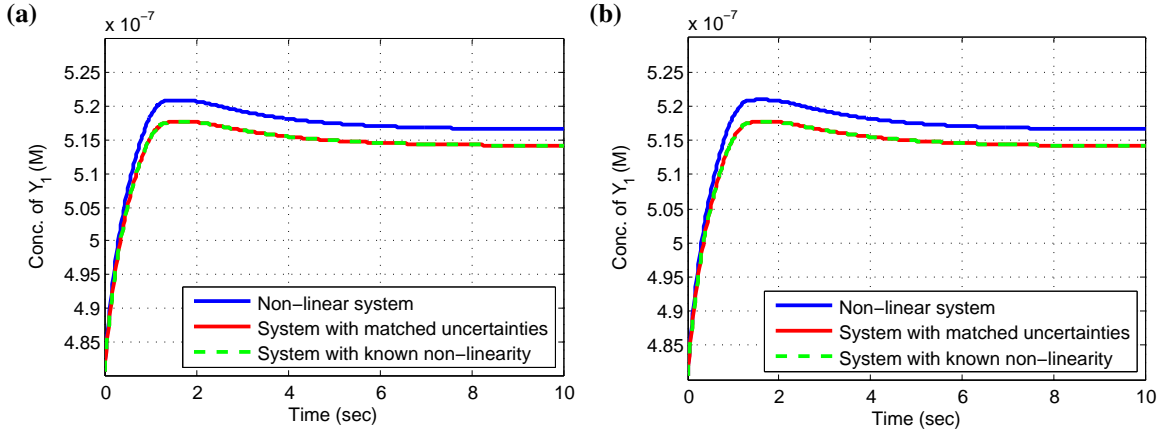 (a)
x 10⁻⁷
5.25
5.2
5.15
5.1
5.05
5
4.95
4.9
4.85
Conc. of Y₁ (M)
Non−linear system
System with matched uncertainties
System with known non−linearity
0 2 4 6 8 10
Time (sec)
(b)
x 10⁻⁷
5.25
5.2
5.15
5.1
5.05
5
4.95
4.9
4.85
Conc. of Y₁ (M)
Non−linear system
System with matched uncertainties
System with known non−linearity
0 2 4 6 8 10
Time (sec)